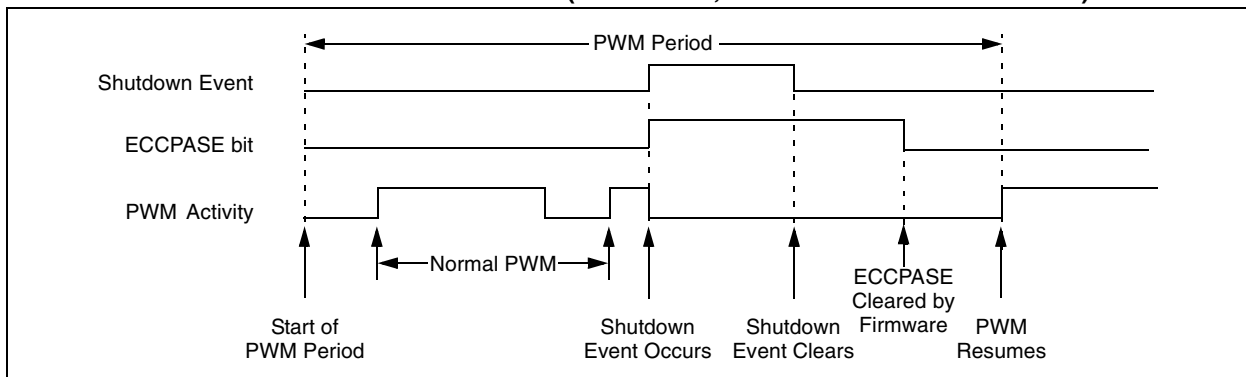 PWM Period
Shutdown Event
ECCPASE bit
PWM Activity
Normal PWM
Start of
PWM Period
Shutdown
Event Occurs
Shutdown
Event Clears
ECCPASE
Cleared by
Firmware
PWM
Resumes